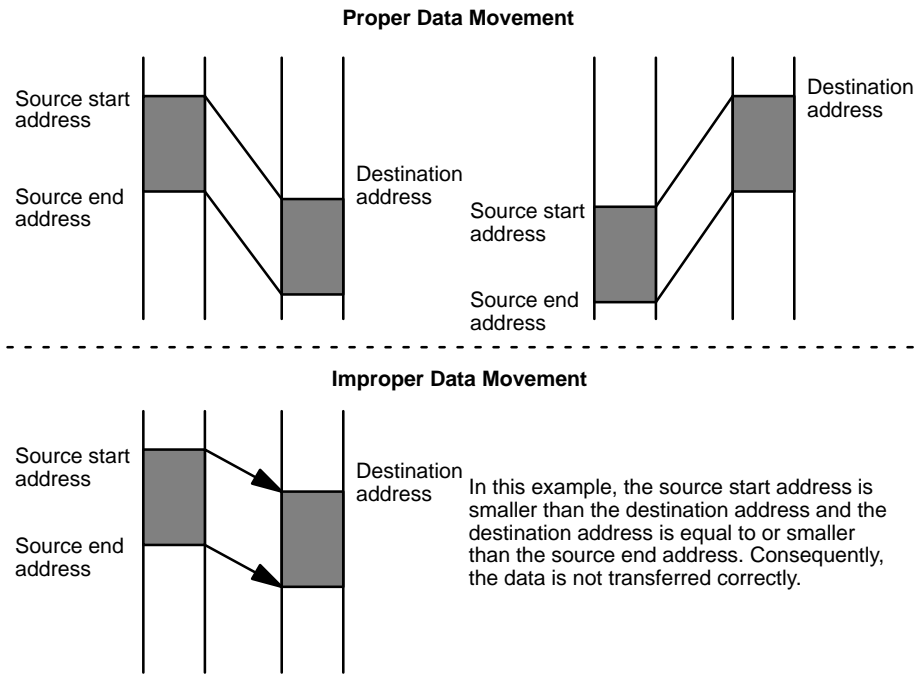 Proper Data Movement
Source start
address
Source end
address
Destination
address
Destination
address
Source start
address
Source end
address
Improper Data Movement
Source start
address
Source end
address
Destination
address
In this example, the source start address is
smaller than the destination address and the
destination address is equal to or smaller
than the source end address. Consequently,
the data is not transferred correctly.